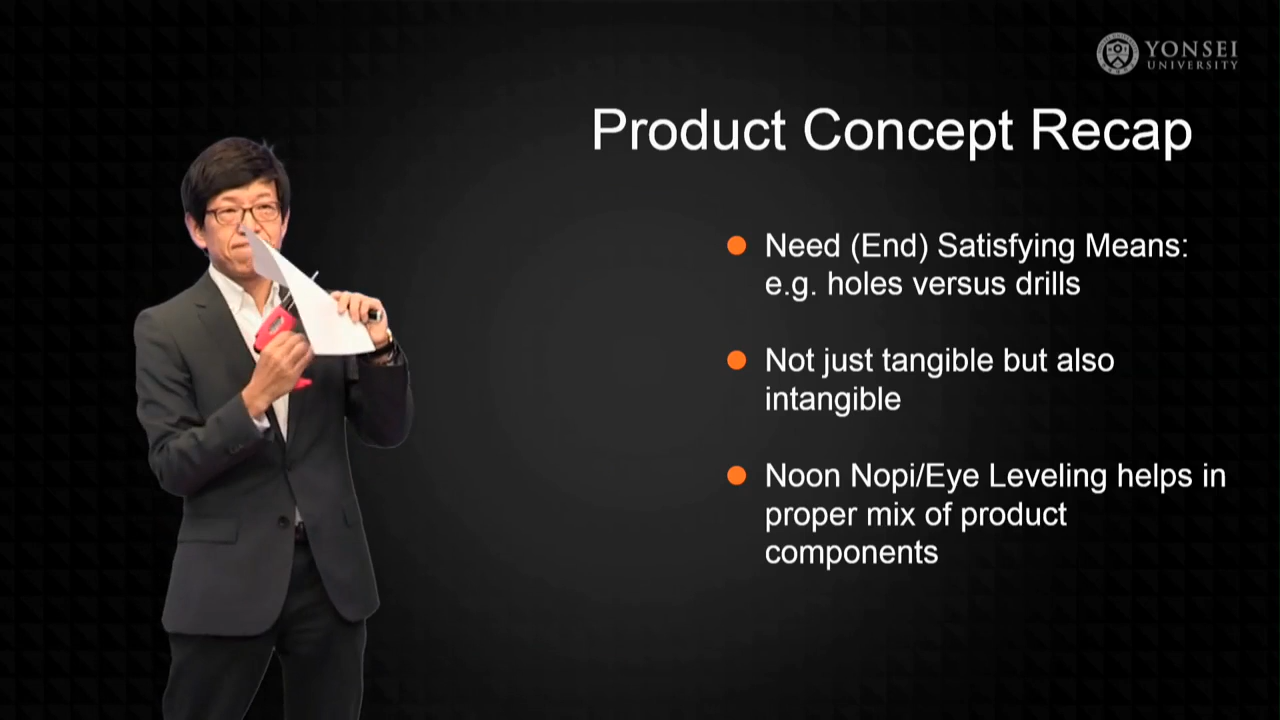 YONSEI
UNIVERSITY
Product Concept Recap
Need (End) Satisfying Means:
e.g. holes versus drills
Not just tangible but also
intangible
Noon Nopi/Eye Leveling helps in
proper mix of product
components